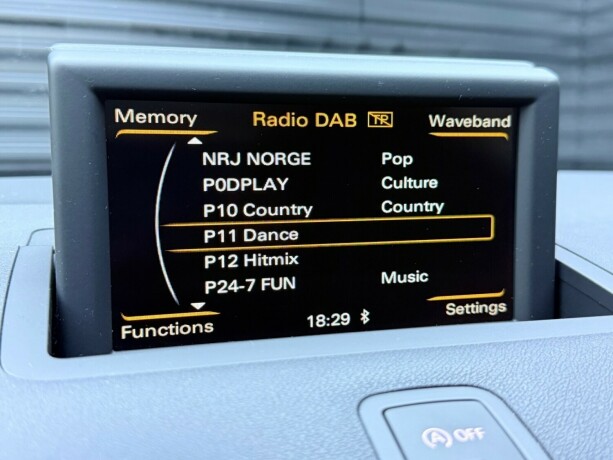 Memory
Radio DAB TP
Waveband
NRJ NORGE Pop
P0DPLAY Culture
P10 Country Country
P11 Dance
P12 Hitmix
P24-7 FUN Music
Functions
18:29
Settings
A OFF